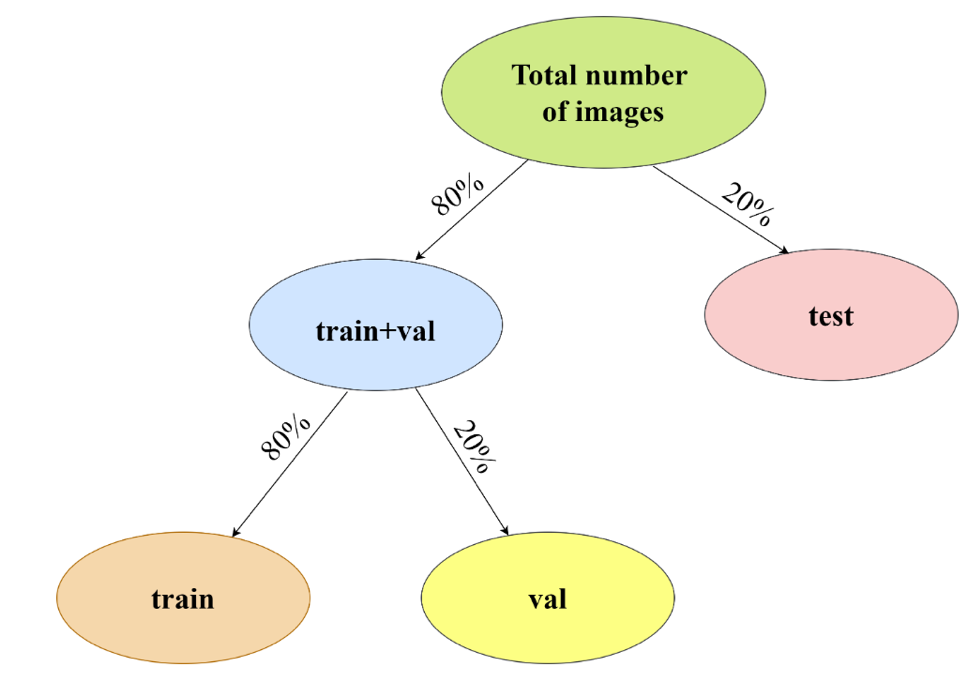 Total number
of images
80%
20%
train+val
test
80%
20%
train
val